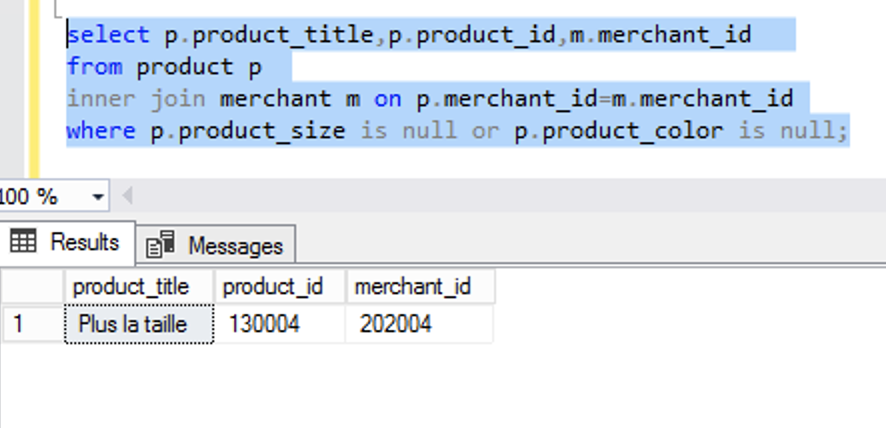 select p.product_title,p.product_id,m.merchant_id
from product p
inner join merchant m on p.merchant_id=m.merchant_id
where p.product_size is null or p.product_color is null;
100 %
Results Messages
product_title product_id merchant_id
1 Plus la taille 130004 202004